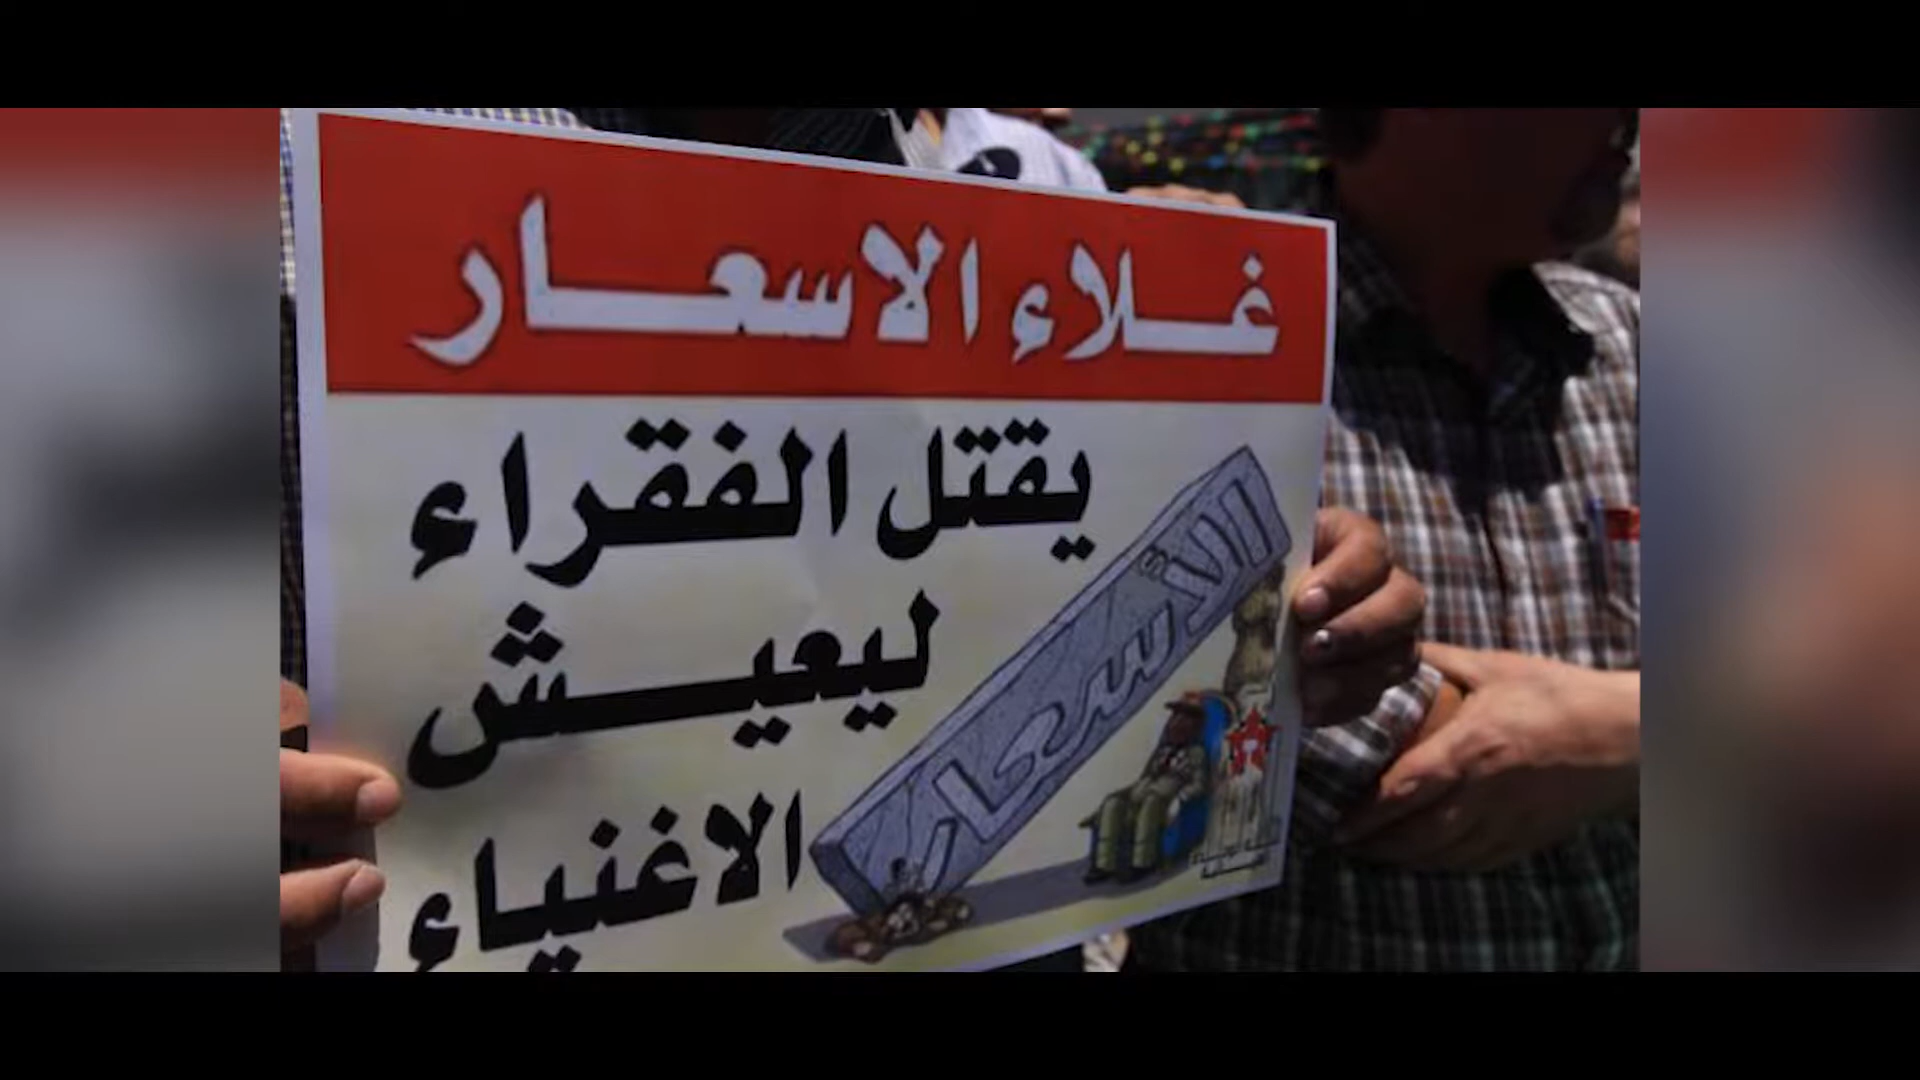 غلاء الاسعار
يقتل الفقراء
ليعيش
الاغنياء
الأسعار